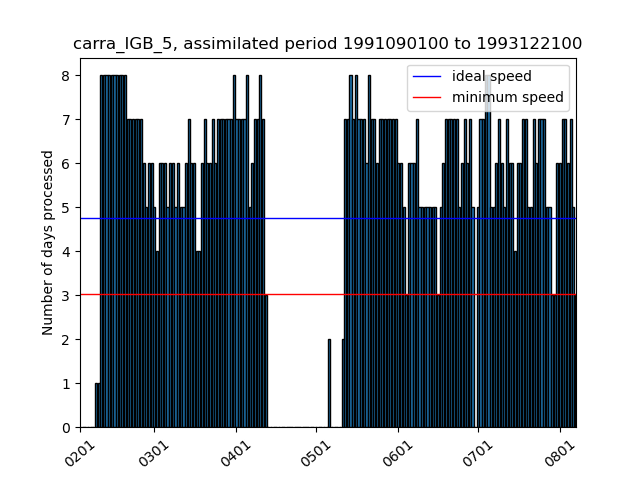 carra_IGB_5, assimilated period 1991090100 to 1993122100
ideal speed
minimum speed
Number of days processed
8
7
6
5
4
3
2
1
0
0201 0301 0401 0501 0601 0701 0801